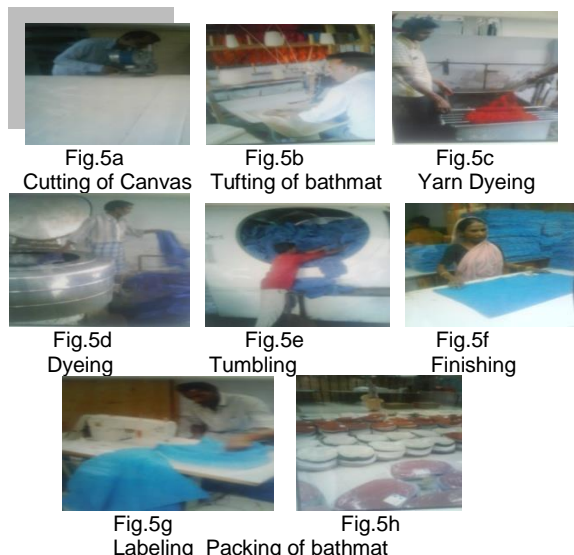 Fig.5a Fig.5b Fig.5c
Cutting of Canvas Tufting of bathmat Yarn Dyeing
Fig.5d Fig.5e Fig.5f
Dyeing Tumbling Finishing
Fig.5g Fig.5h
Labeling Packing of bathmat